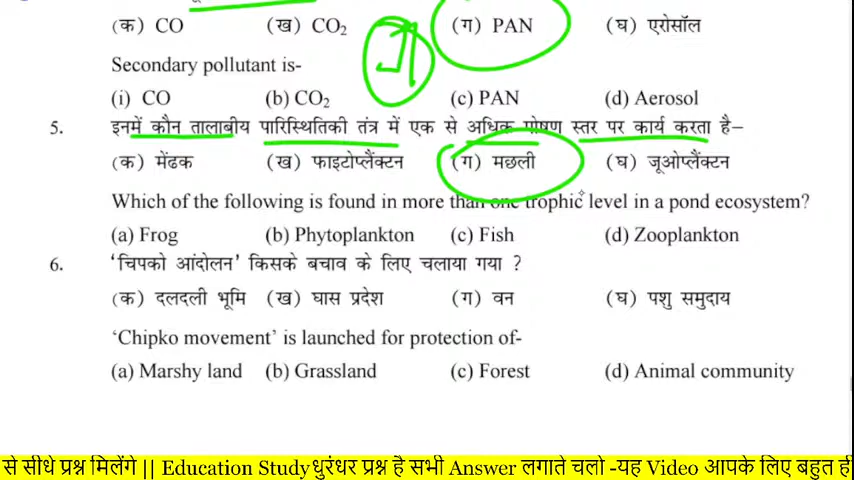 (क) CO (ख) CO₂ (ग) PAN (घ) एरोसॉल
Secondary pollutant is-
(i) CO (b) CO₂ (c) PAN (d) Aerosol
5. इनमें कौन तालाबीय पारिस्थितिकी तंत्र में एक से अधिक पोषण स्तर पर कार्य करता है–
(क) मेंढक (ख) फाइटोप्लैंक्टन (ग) मछली (घ) जूओप्लैंक्टन
Which of the following is found in more than one trophic level in a pond ecosystem?
(a) Frog (b) Phytoplankton (c) Fish (d) Zooplankton
6. 'चिपको आंदोलन' किसके बचाव के लिए चलाया गया ?
(क) दलदली भूमि (ख) घास प्रदेश (ग) वन (घ) पशु समुदाय
'Chipko movement' is launched for protection of-
(a) Marshy land (b) Grassland (c) Forest (d) Animal community
से सीधे प्रश्न मिलेंगे || Education Studyधुरंधर प्रश्न है सभी Answer लगाते चलो -यह Video आपके लिए बहुत ही